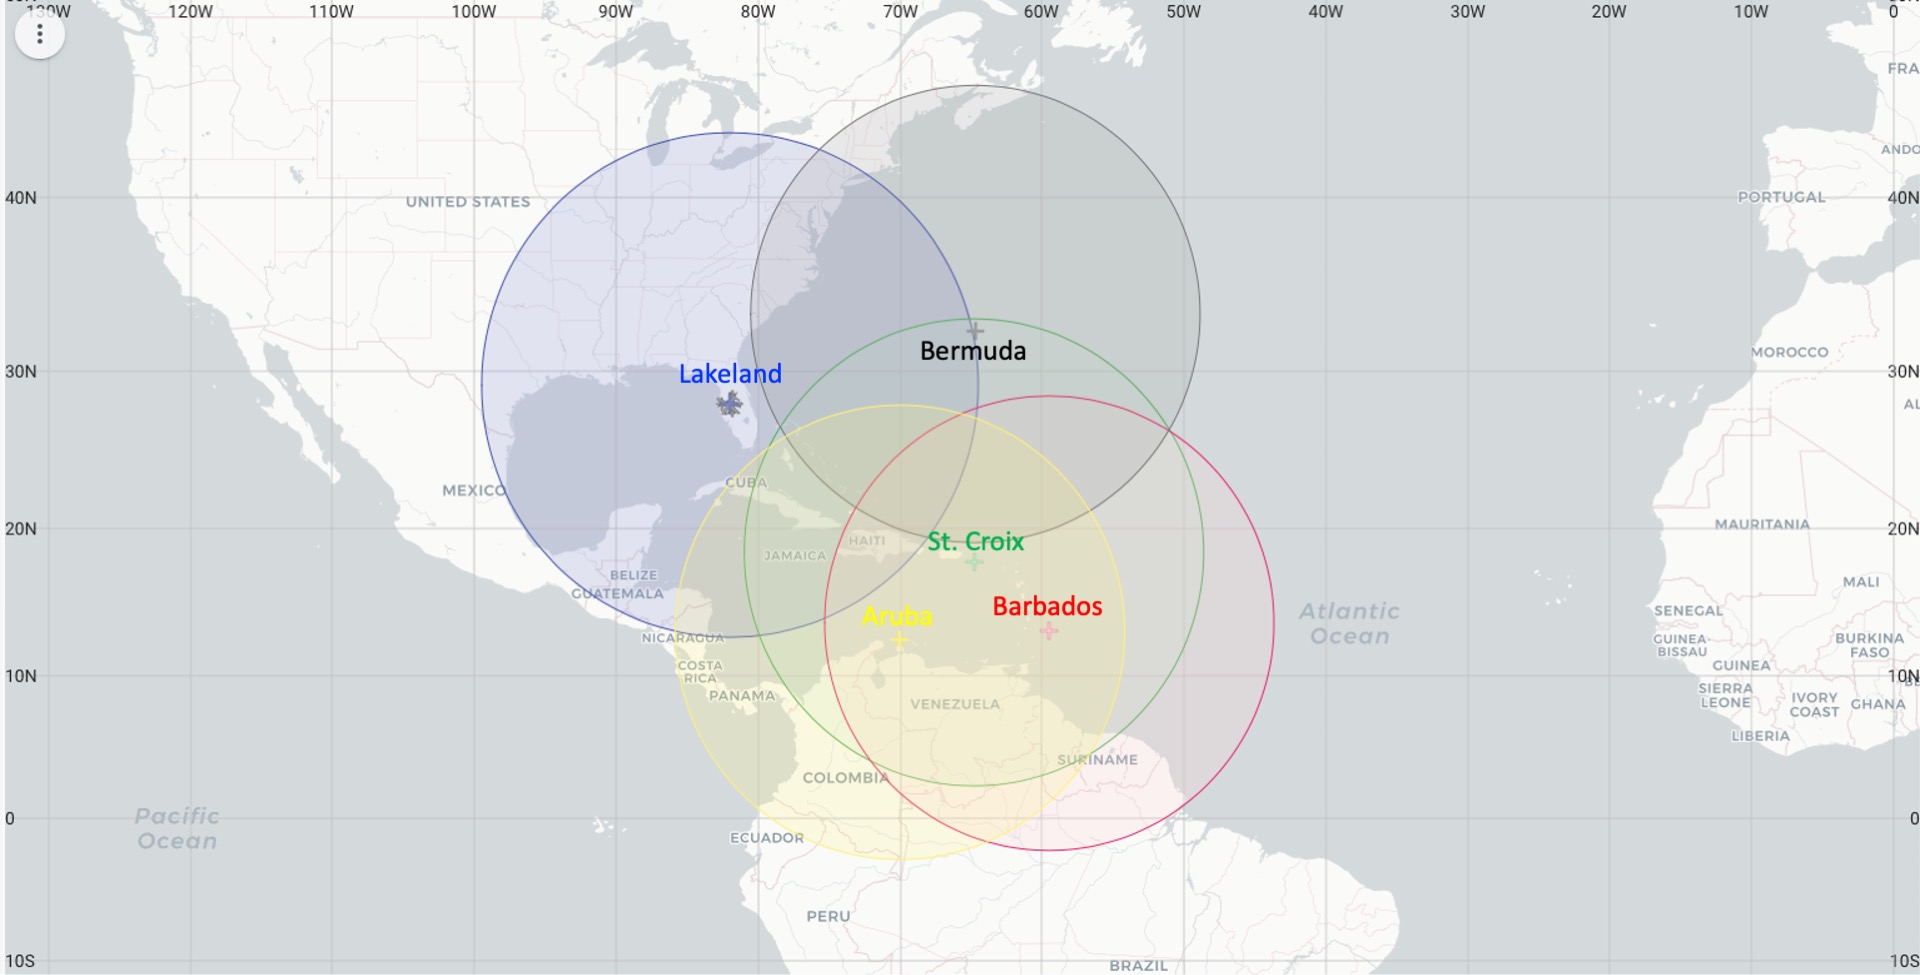 130W 120W 110W 100W 90W 80W 70W 60W 50W 40W 30W 20W 10W 0
FRA
ANDO
40N UNITED STATES PORTUGAL 40N
Bermuda
MOROCCO
30N Lakeland 30N
AL
CUBA
MEXICO
20N MAURITANIA 20N
St. Croix
HAITI
JAMAICA
BELIZE MALI
GUATEMALA
Aruba Barbados Atlantic
Ocean
SENEGAL
NICARAGUA GUINEA-
BISSAU
BURKINA
FASO
COSTA
RICA
GUINEA
10N 10N
BE
PANAMA VENEZUELA SIERRA
LEONE
IVORY
COAST
GHANA
LIBERIA
SURINAME
COLOMBIA
0 0
Pacific
Ocean
ECUADOR
PERU
10S BRAZIL 10S